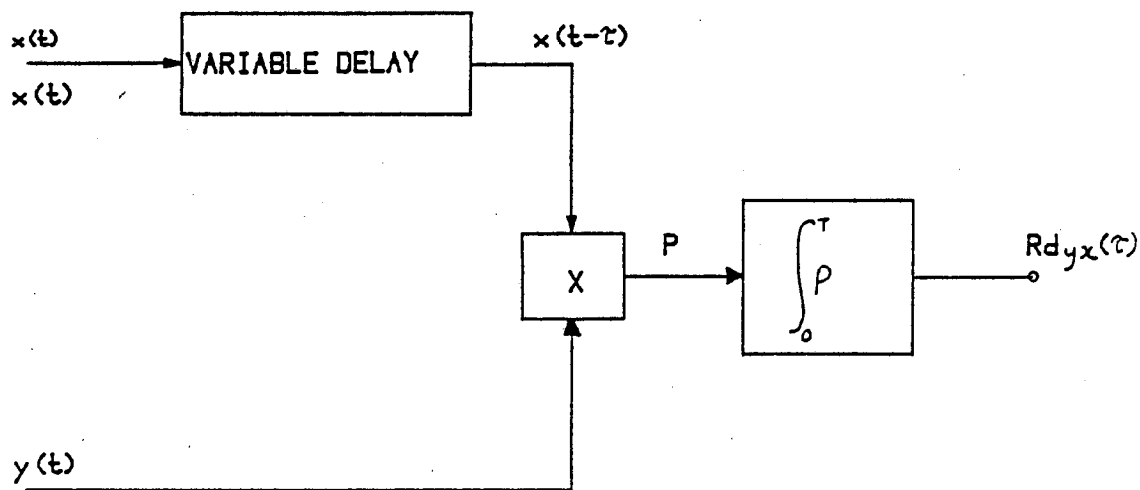 x(t)
x(t)
VARIABLE DELAY
x(t-τ)
X
P
∫₀ᵀ P
Rdyx(τ)
y(t)